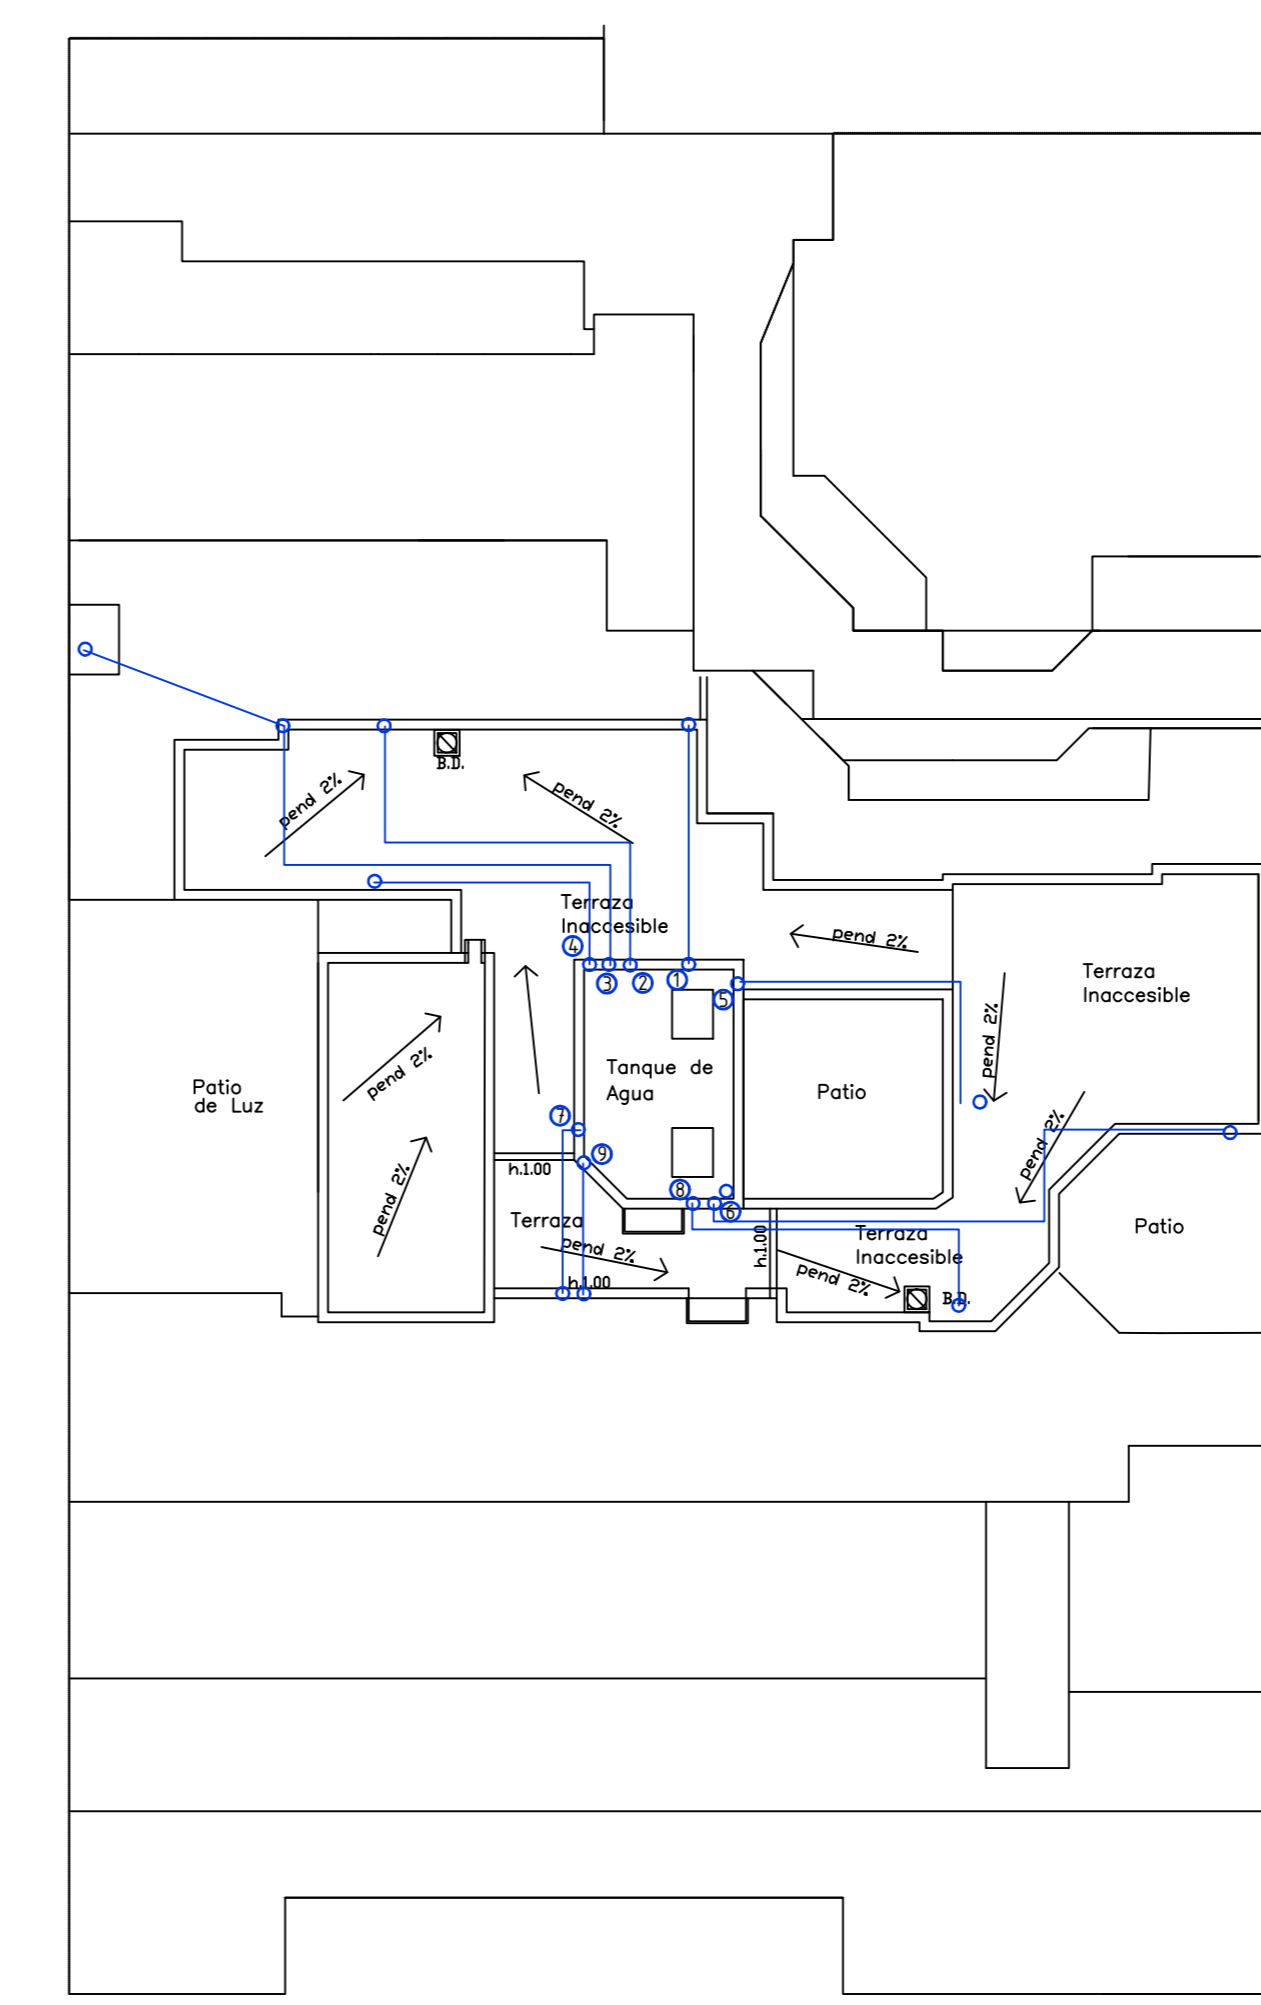 B.D.
pend 2%
pend 2%
Terraza
Inaccesible
4
3
2
1
5
pend 2%
Terraza
Inaccesible
pend 2%
pend 2%
pend 2%
Patio
de Luz
Tanque de
Agua
Patio
7
9
h.1.00
8
6
pend 2%
Terraza
pend 2%
h.1.00
h.1.00
Terraza
Inaccesible
pend 2%
B.D.
Patio